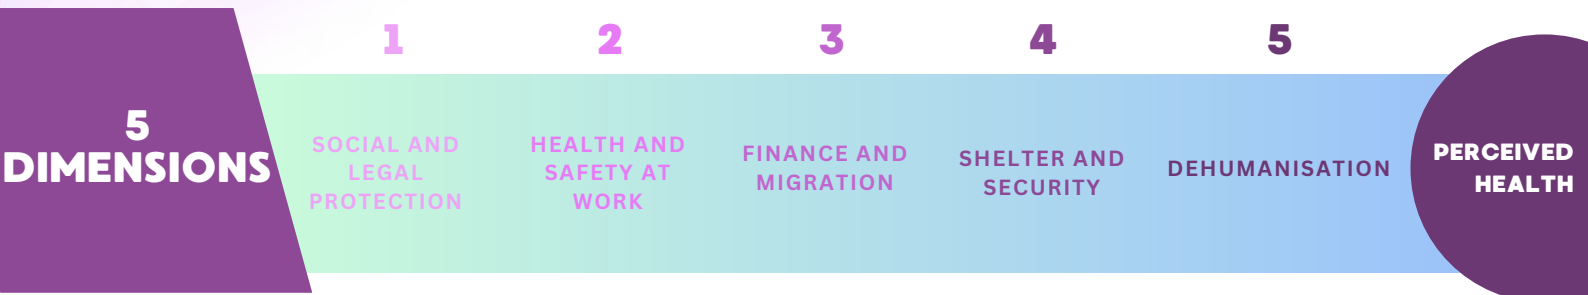 5
DIMENSIONS
1
SOCIAL AND
LEGAL
PROTECTION
2
HEALTH AND
SAFETY AT
WORK
3
FINANCE AND
MIGRATION
4
SHELTER AND
SECURITY
5
DEHUMANISATION
PERCEIVED
HEALTH